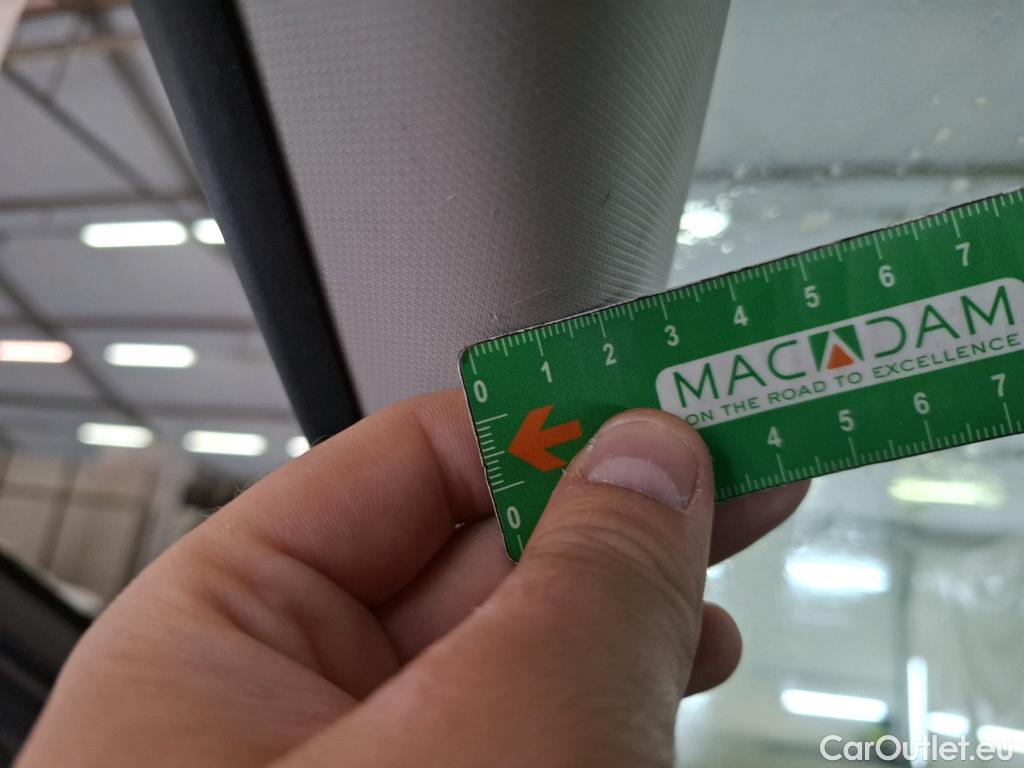 0 1 2 3 4 5 6 7
MACADAM
ON THE ROAD TO EXCELLENCE
0 4 5 6 7
CarOutlet.eu